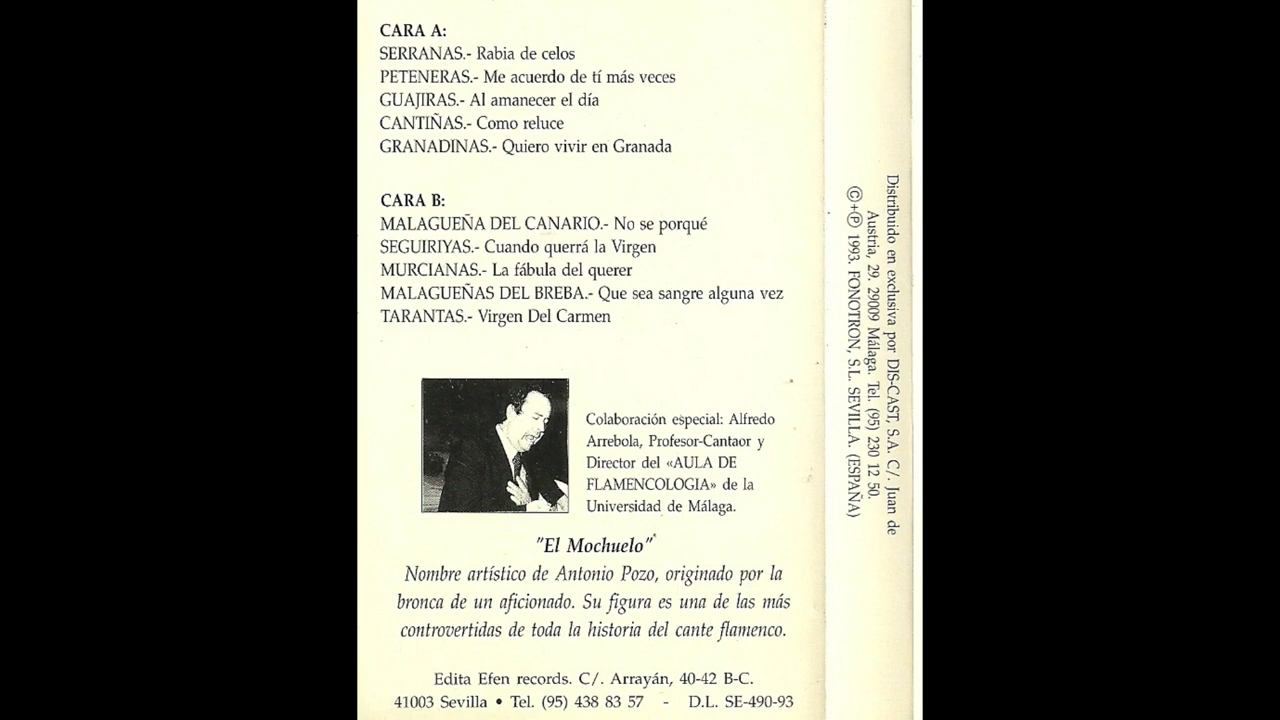 CARA A:
SERRANAS.- Rabia de celos
PETENERAS.- Me acuerdo de tí más veces
GUAJIRAS.- Al amanecer el día
CANTIÑAS.- Como reluce
GRANADINAS.- Quiero vivir en Granada
CARA B:
MALAGUEÑA DEL CANARIO.- No se porqué
SEGUIRIYAS.- Cuando querrá la Virgen
MURCIANAS.- La fábula del querer
MALAGUEÑAS DEL BREBA.- Que sea sangre alguna vez
TARANTAS.- Virgen Del Carmen
Colaboración especial: Alfredo
Arrebola, Profesor-Cantaor y
Director del «AULA DE
FLAMENCOLOGIA» de la
Universidad de Málaga.
"El Mochuelo"
Nombre artístico de Antonio Pozo, originado por la
bronca de un aficionado. Su figura es una de las más
controvertidas de toda la historia del cante flamenco.
Edita Efen records. C/. Arrayán, 40-42 B-C.
41003 Sevilla • Tel. (95) 438 83 57 - D.L. SE-490-93
Distribuido en exclusiva por DIS-CAST, S.A. C/. Juan de
Austria, 29. 29009 Málaga. Tel. (95) 230 12 50.
©+Ⓟ 1993. FONOTRON, S.L. SEVILLA. (ESPAÑA)